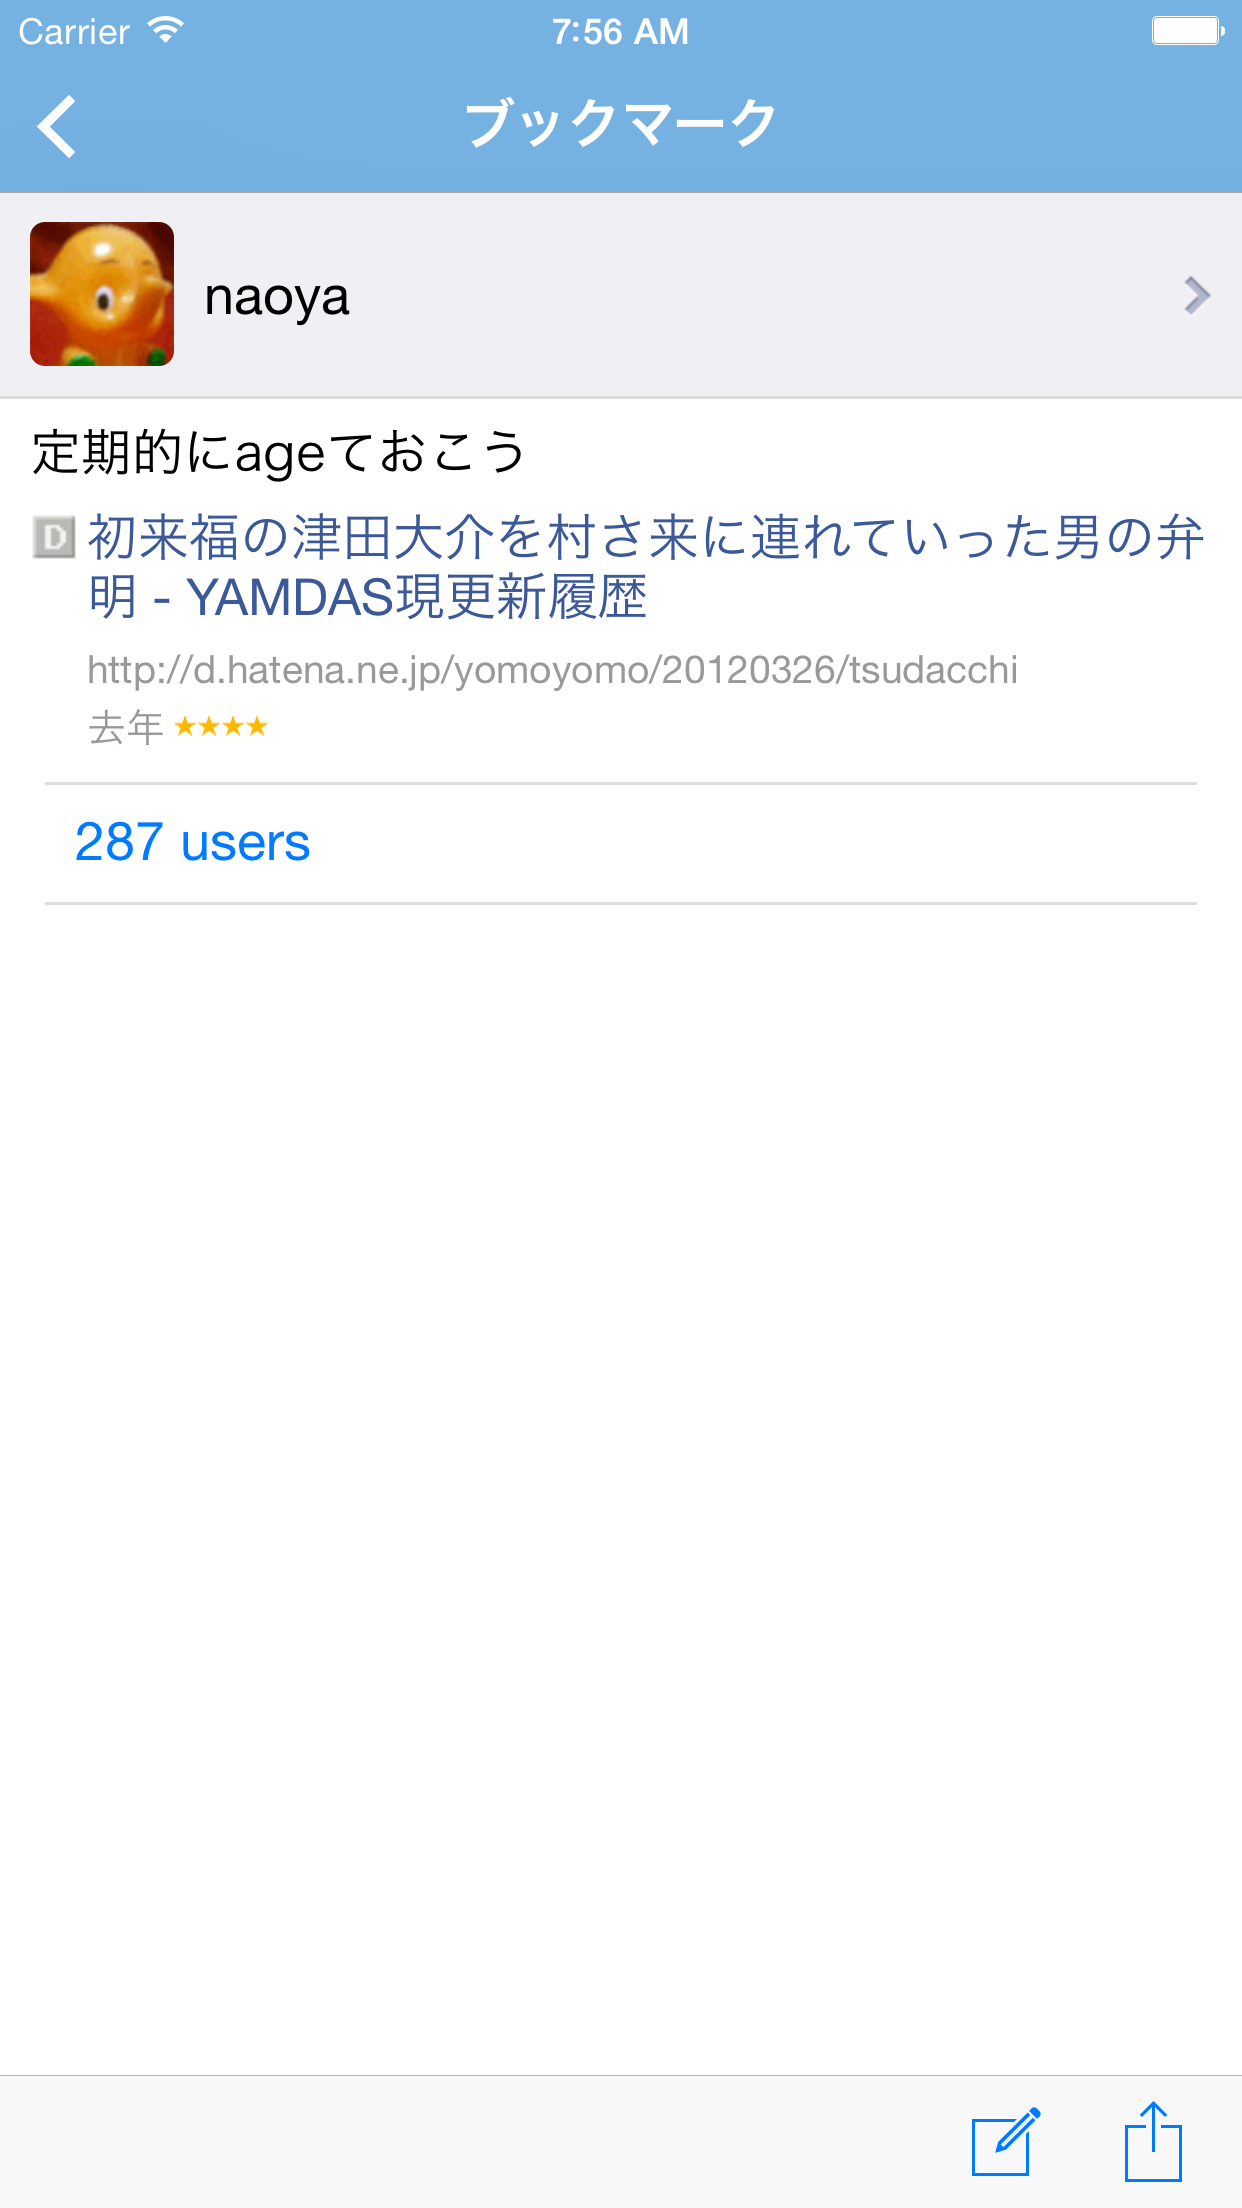 Carrier 7:56 AM
ブックマーク
naoya
定期的にageておこう
D 初来福の津田大介を村さ来に連れていった男の弁
明 - YAMDAS現更新履歴
http://d.hatena.ne.jp/yomoyomo/20120326/tsudacchi
去年 ★★★★
287 users